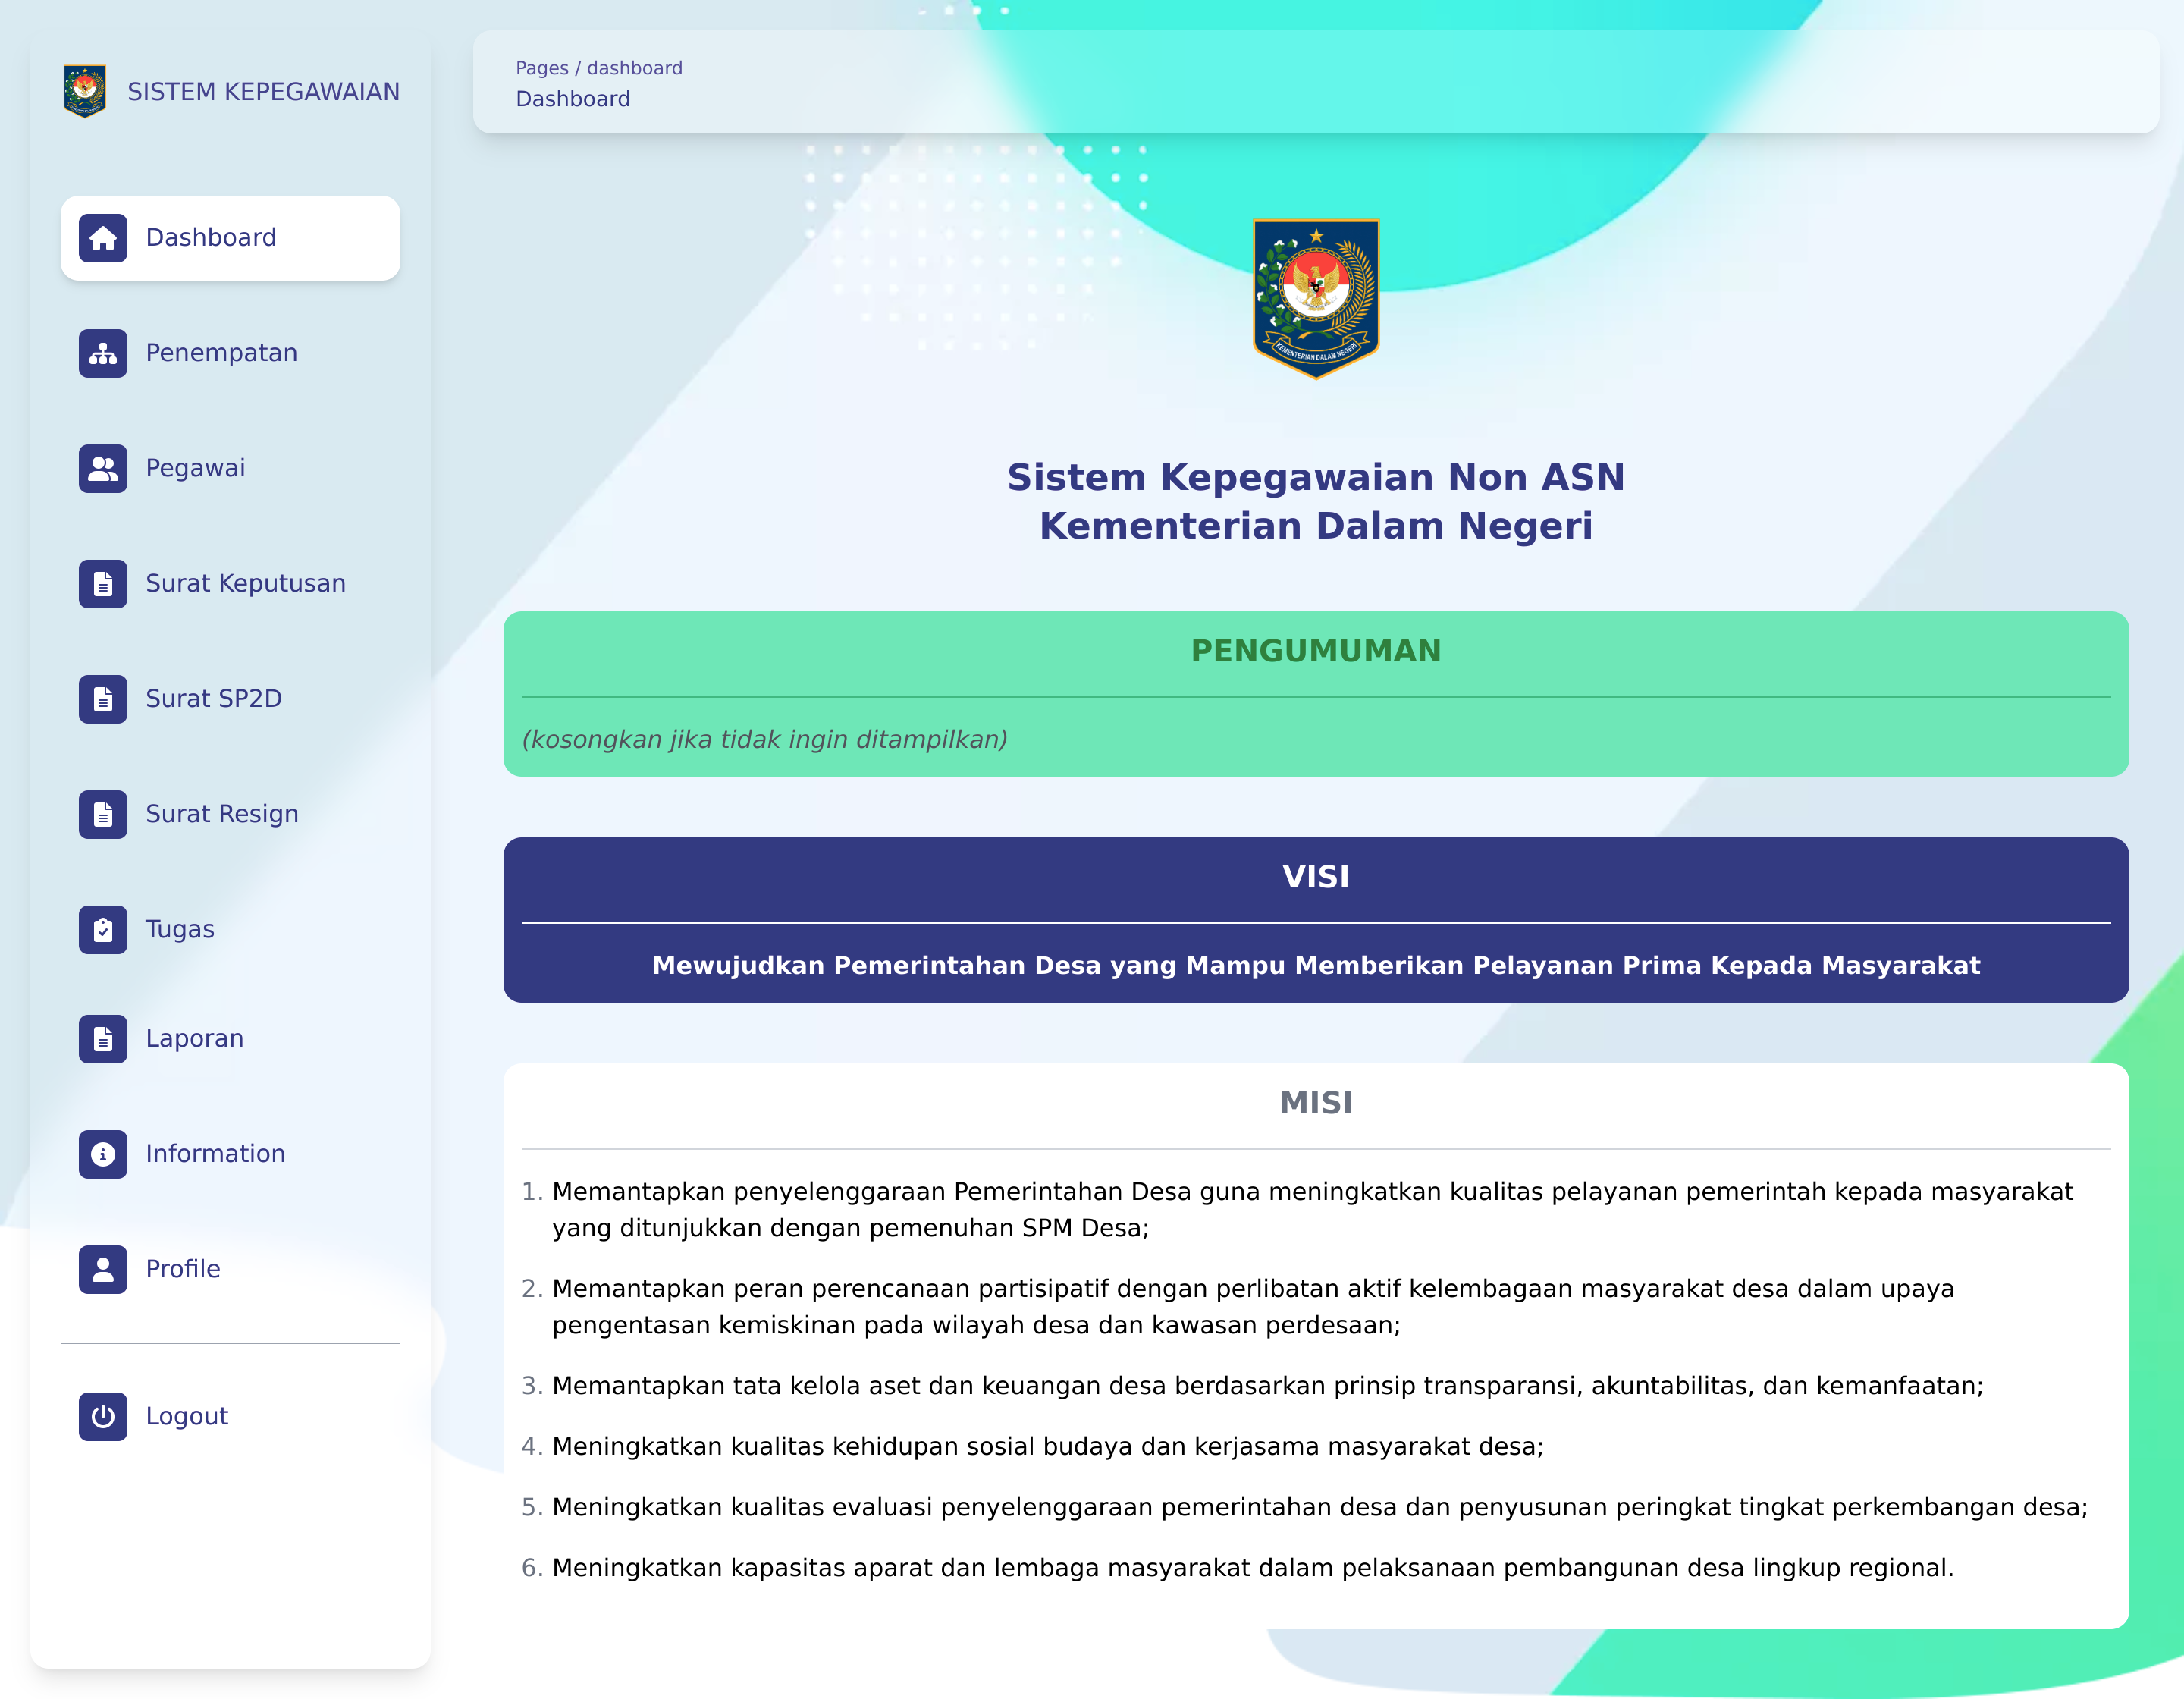 SISTEM KEPEGAWAIAN
Dashboard
Penempatan
Pegawai
Surat Keputusan
Surat SP2D
Surat Resign
Tugas
Laporan
Information
Profile
Logout
Pages / dashboard
Dashboard
KEMENTERIAN DALAM NEGERI
Sistem Kepegawaian Non ASN
Kementerian Dalam Negeri
PENGUMUMAN
(kosongkan jika tidak ingin ditampilkan)
VISI
Mewujudkan Pemerintahan Desa yang Mampu Memberikan Pelayanan Prima Kepada Masyarakat
MISI
1. Memantapkan penyelenggaraan Pemerintahan Desa guna meningkatkan kualitas pelayanan pemerintah kepada masyarakat
yang ditunjukkan dengan pemenuhan SPM Desa;
2. Memantapkan peran perencanaan partisipatif dengan perlibatan aktif kelembagaan masyarakat desa dalam upaya
pengentasan kemiskinan pada wilayah desa dan kawasan perdesaan;
3. Memantapkan tata kelola aset dan keuangan desa berdasarkan prinsip transparansi, akuntabilitas, dan kemanfaatan;
4. Meningkatkan kualitas kehidupan sosial budaya dan kerjasama masyarakat desa;
5. Meningkatkan kualitas evaluasi penyelenggaraan pemerintahan desa dan penyusunan peringkat tingkat perkembangan desa;
6. Meningkatkan kapasitas aparat dan lembaga masyarakat dalam pelaksanaan pembangunan desa lingkup regional.